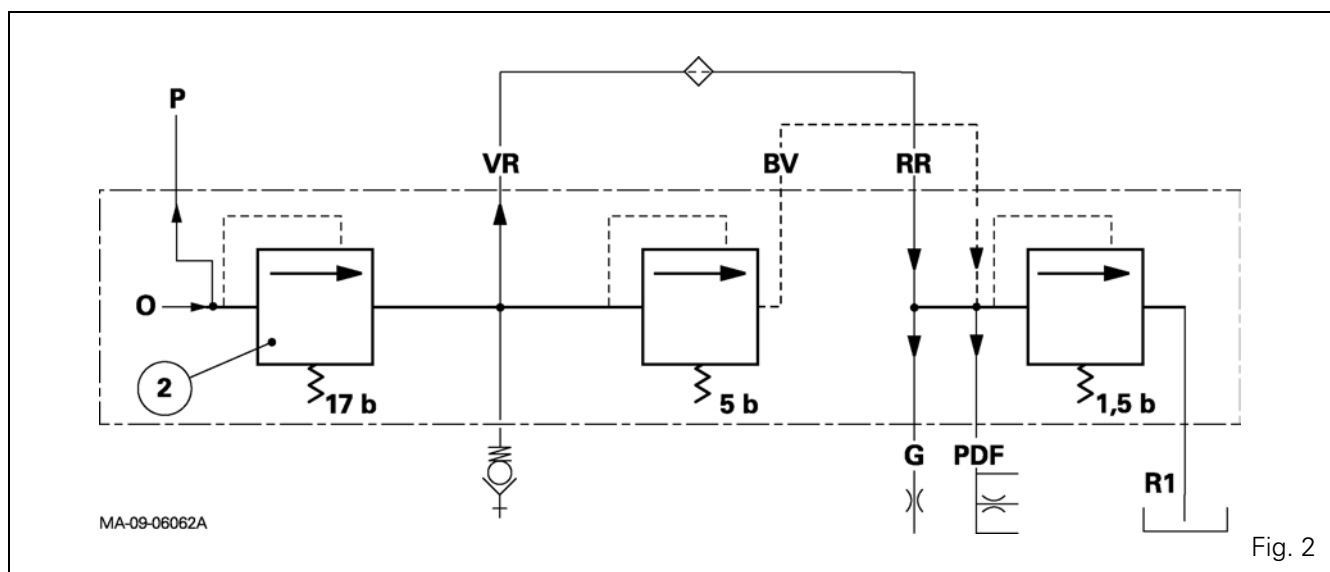 P
VR
BV
RR
O
2
17 b
5 b
1,5 b
G
PDF
R1
MA-09-06062A
Fig. 2